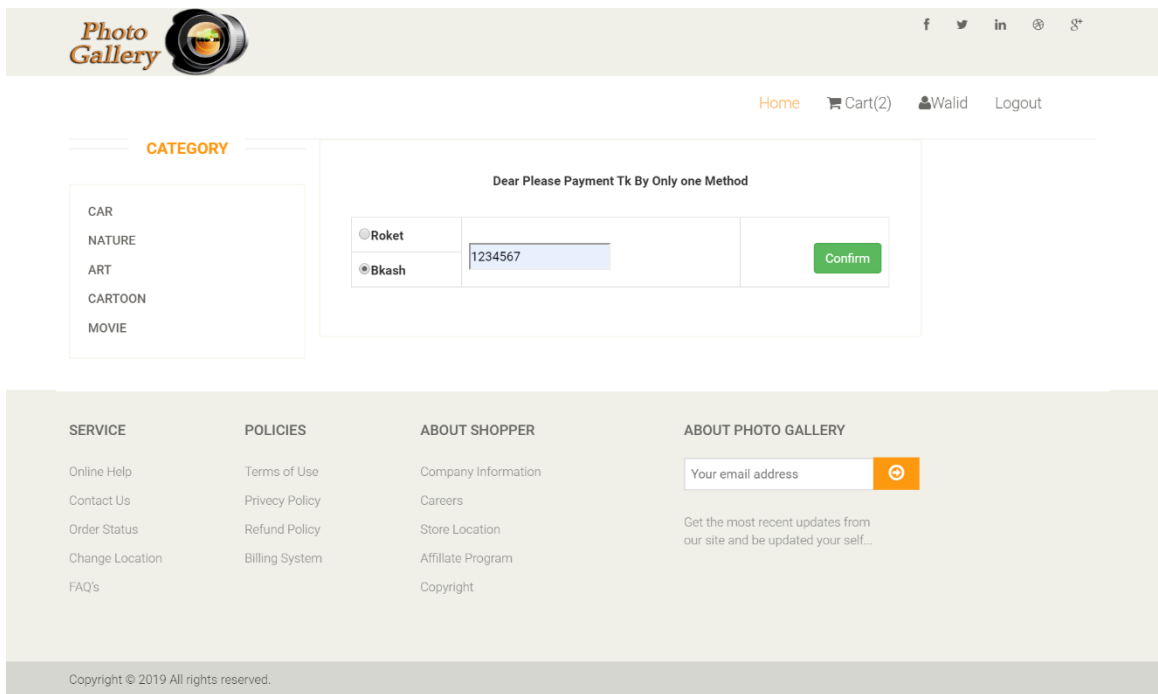 Photo
Gallery
Home Cart(2) Walid Logout
CATEGORY
CAR
NATURE
ART
CARTOON
MOVIE
Dear Please Payment Tk By Only one Method
Roket
Bkash
1234567
Confirm
SERVICE
Online Help
Contact Us
Order Status
Change Location
FAQ's
POLICIES
Terms of Use
Privecy Policy
Refund Policy
Billing System
ABOUT SHOPPER
Company Information
Careers
Store Location
Affillate Program
Copyright
ABOUT PHOTO GALLERY
Your email address
Get the most recent updates from
our site and be updated your self...
Copyright © 2019 All rights reserved.